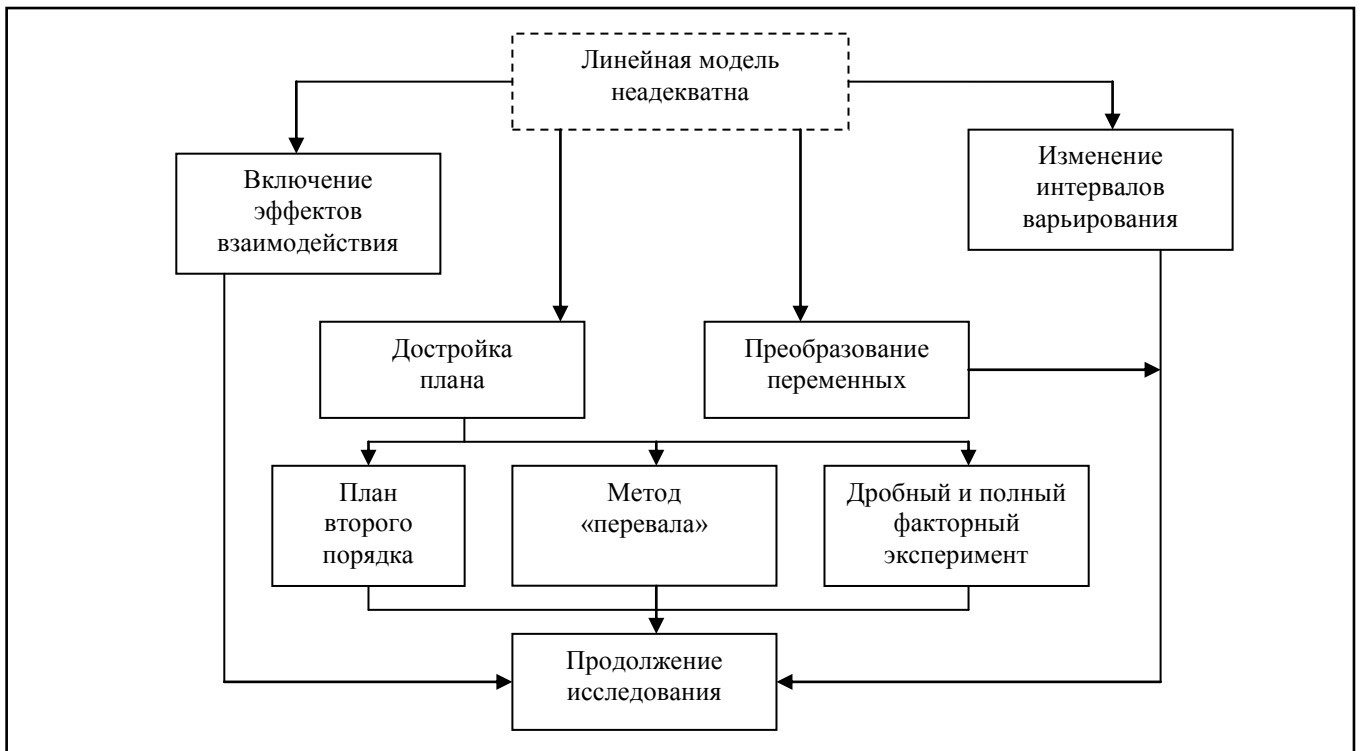 Линейная модель
неадекватна
Включение
эффектов
взаимодействия
Изменение
интервалов
варьирования
Достройка
плана
Преобразование
переменных
План
второго
порядка
Метод
«перевала»
Дробный и полный
факторный
эксперимент
Продолжение
исследования